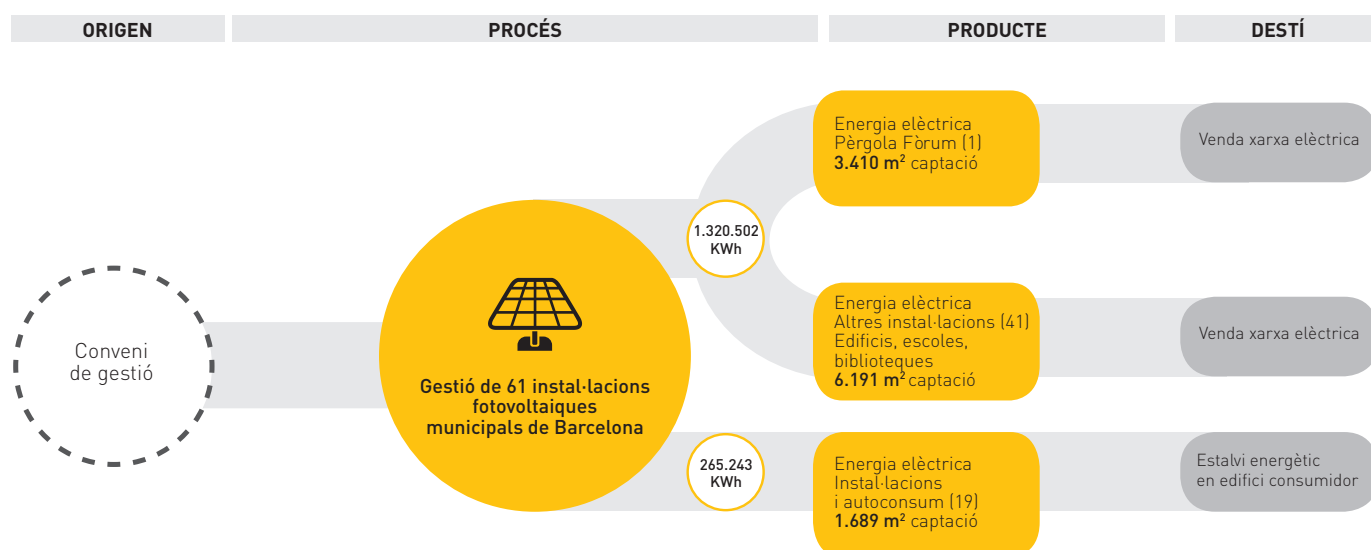 ORIGEN
PROCÉS
PRODUCTE
DESTÍ
Conveni
de gestió
Gestió de 61 instal·lacions
fotovoltaiques
municipals de Barcelona
1.320.502
KWh
265.243
KWh
Energia elèctrica
Pèrgola Fòrum (1)
3.410 m² captació
Venda xarxa elèctrica
Energia elèctrica
Altres instal·lacions (41)
Edificis, escoles,
biblioteques
6.191 m² captació
Venda xarxa elèctrica
Energia elèctrica
Instal·lacions
i autoconsum (19)
1.689 m² captació
Estalvi energètic
en edifici consumidor